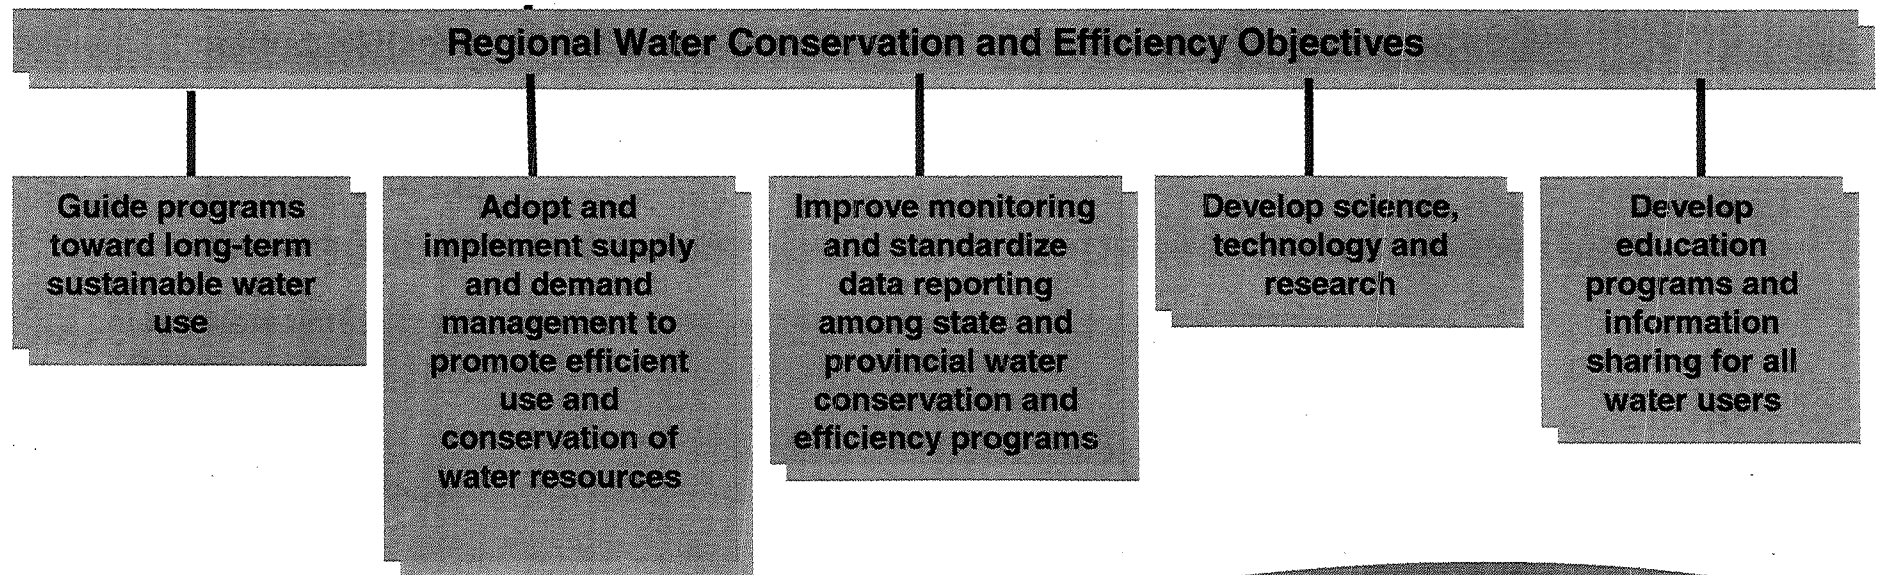 Regional Water Conservation and Efficiency Objectives
Guide programs
toward long-term
sustainable water
use
Adopt and
implement supply
and demand
management to
promote efficient
use and
conservation of
water resources
Improve monitoring
and standardize
data reporting
among state and
provincial water
conservation and
efficiency programs
Develop science,
technology and
research
Develop
education
programs and
information
sharing for all
water users